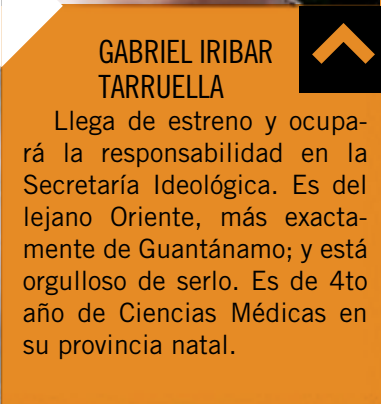 GABRIEL IRIBAR
TARRUELLA
Llega de estreno y ocupa-
rá la responsabilidad en la
Secretaría Ideológica. Es del
lejano Oriente, más exacta-
mente de Guantánamo; y está
orgulloso de serlo. Es de 4to
año de Ciencias Médicas en
su provincia natal.